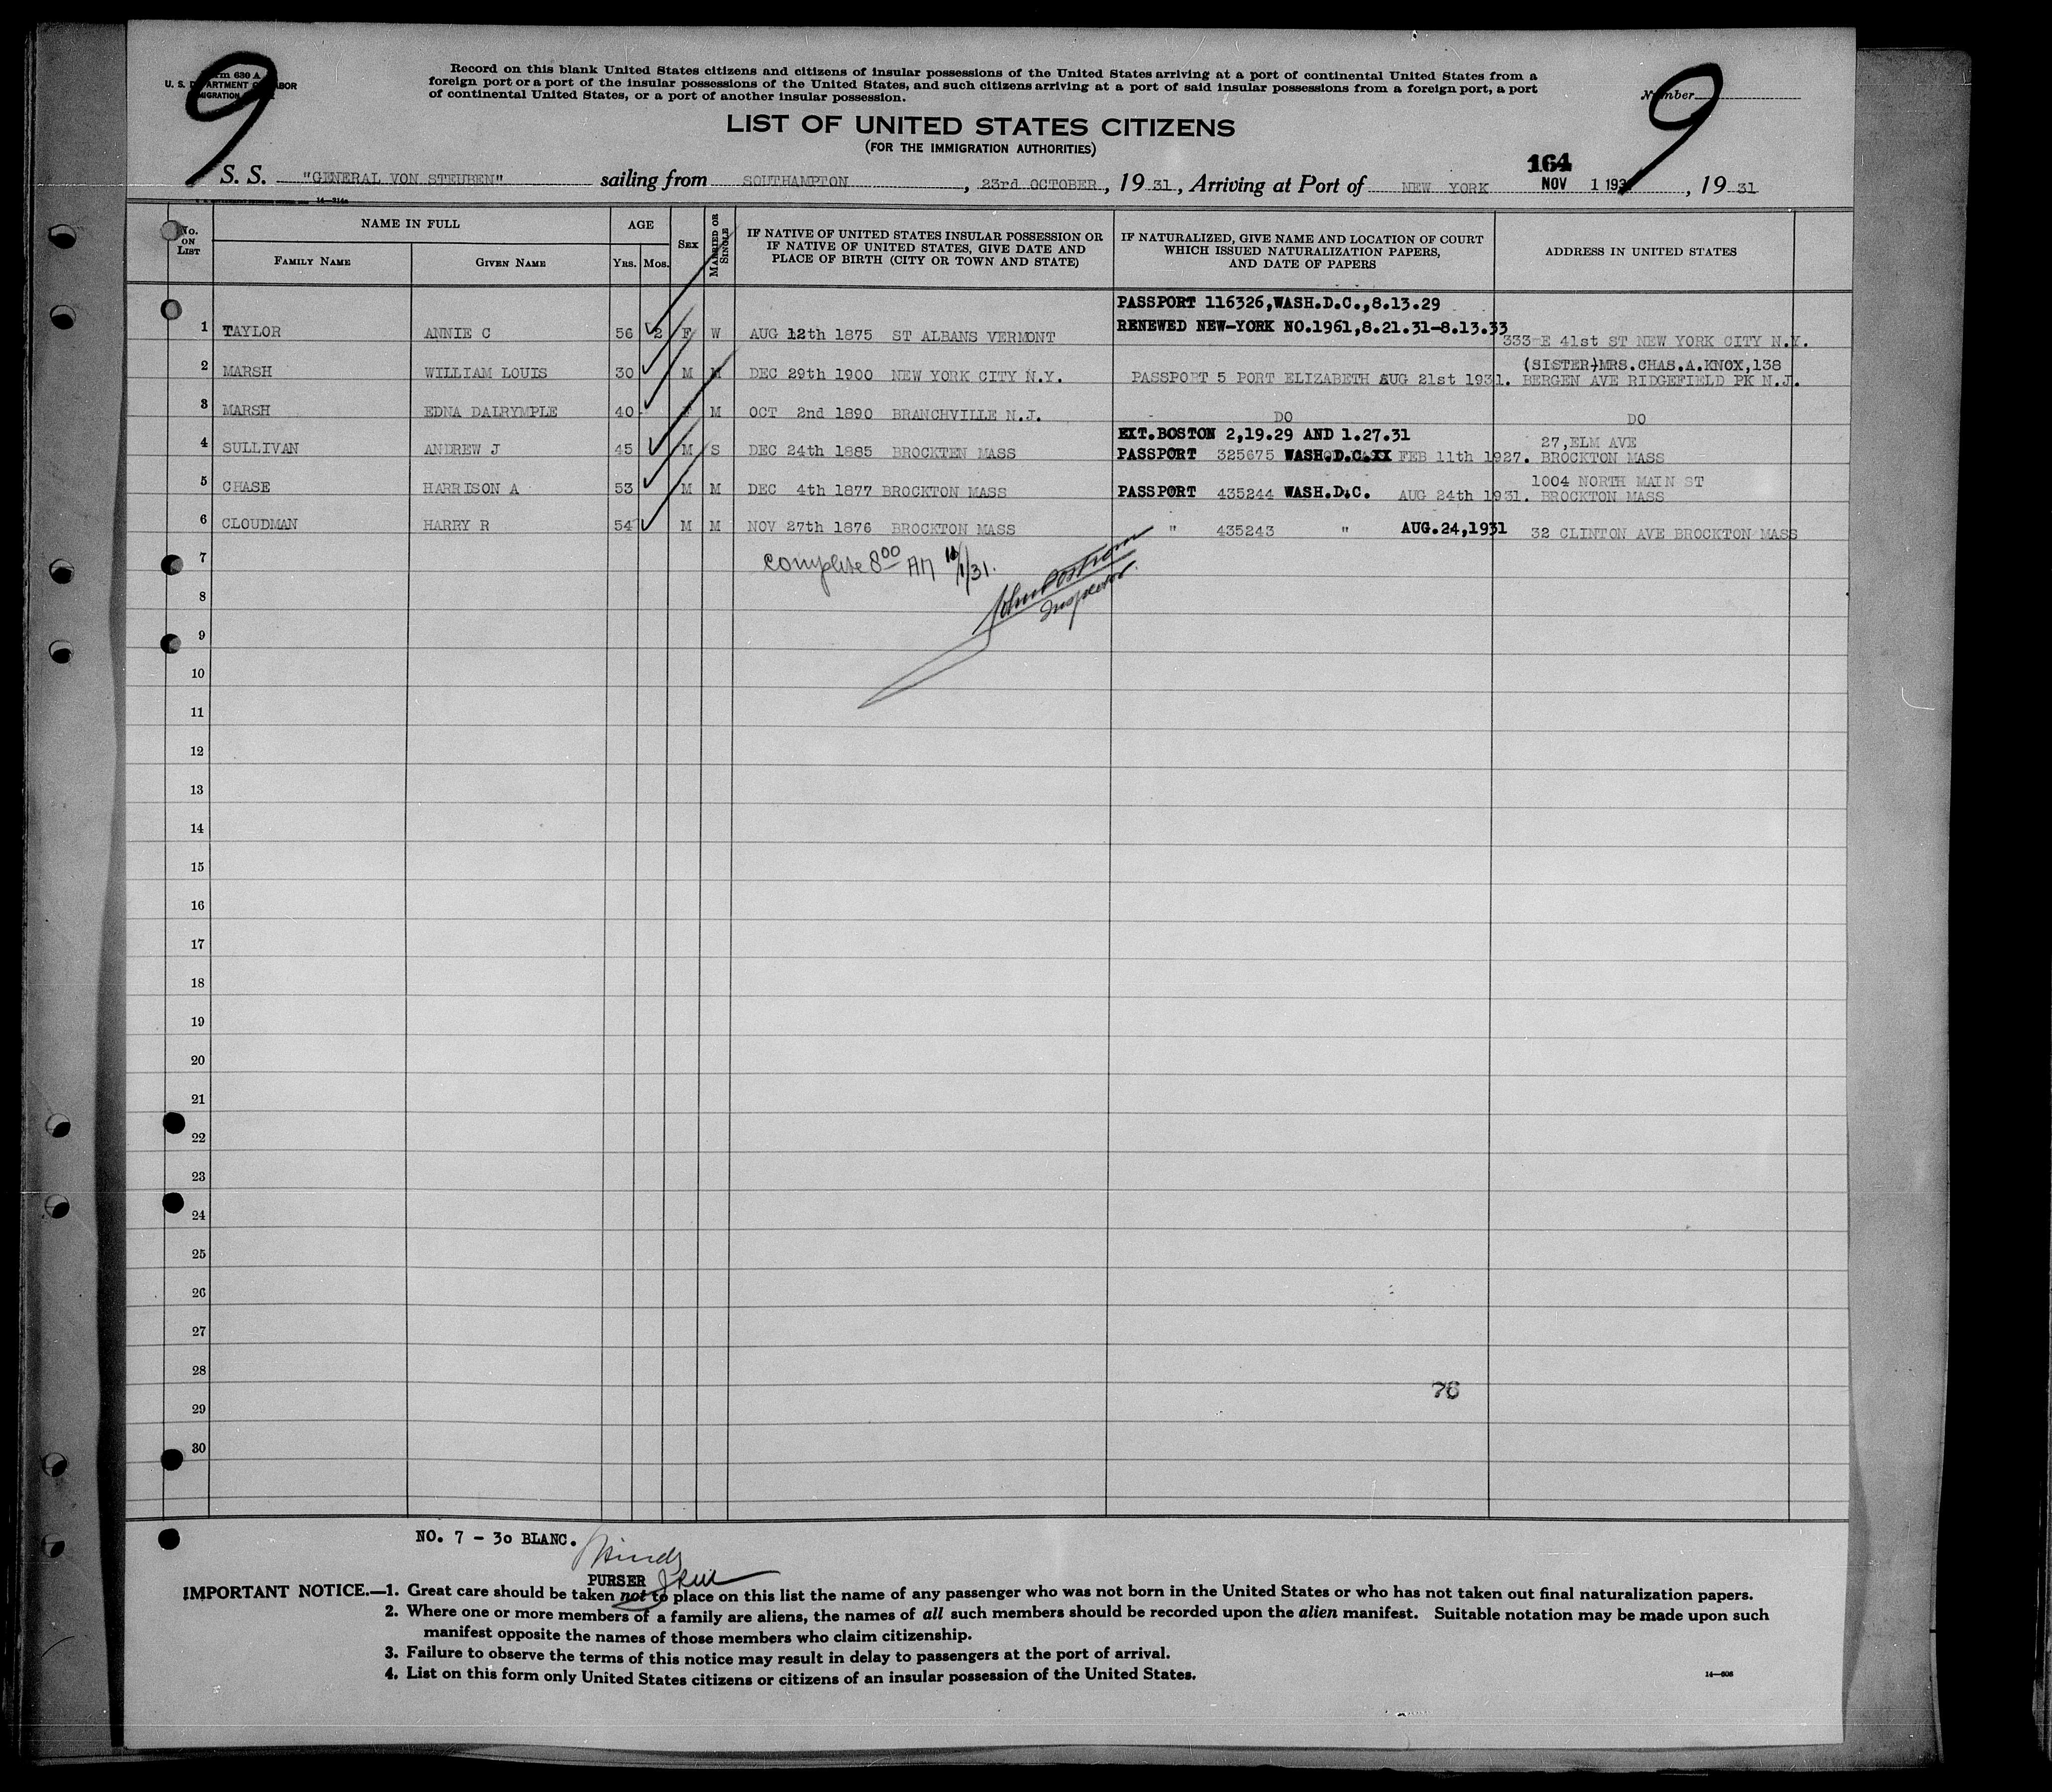 9
Form 630 A
U. S. DEPARTMENT OF LABOR
IMMIGRATION
Record on this blank United States citizens and citizens of insular possessions of the United States arriving at a port of continental United States from a
foreign port or a port of the insular possessions of the United States, and such citizens arriving at a port of said insular possessions from a foreign port, a port
of continental United States, or a port of another insular possession.
Number
9
LIST OF UNITED STATES CITIZENS
(FOR THE IMMIGRATION AUTHORITIES)
164
S. S. "GENERAL VON STEUBEN" sailing from SOUTHAMPTON, 23rd OCTOBER, 1931, Arriving at Port of NEW YORK NOV 1 1931, 1931
No. ON LIST
NAME IN FULL
FAMILY NAME
GIVEN NAME
AGE
YRS. MOS.
SEX
MARRIED OR SINGLE
IF NATIVE OF UNITED STATES INSULAR POSSESSION OR
IF NATIVE OF UNITED STATES, GIVE DATE AND
PLACE OF BIRTH (CITY OR TOWN AND STATE)
IF NATURALIZED, GIVE NAME AND LOCATION OF COURT
WHICH ISSUED NATURALIZATION PAPERS,
AND DATE OF PAPERS
ADDRESS IN UNITED STATES
PASSPORT 116326,WASH.D.C.,8.13.29
1 TAYLOR ANNIE C 56 2 F W AUG 12th 1875 ST ALBANS VERMONT RENEWED NEW-YORK NO.1961,8.21.31-8.13.33
333 E 41st ST NEW YORK CITY N.Y.
(SISTER)MRS.CHAS.A.KNOX,138
2 MARSH WILLIAM LOUIS 30 M M DEC 29th 1900 NEW YORK CITY N.Y. PASSPORT 5 PORT ELIZABETH AUG 21st 1931. BERGEN AVE RIDGEFIELD PK N.J.
3 MARSH EDNA DALRYMPLE 40 F M OCT 2nd 1890 BRANCHVILLE N.J. DO DO
EXT.BOSTON 2,19.29 AND 1.27.31 27,ELM AVE
4 SULLIVAN ANDREW J 45 M S DEC 24th 1885 BROCKTEN MASS PASSPORT 325675 WASH.D.C.XX FEB 11th 1927. BROCKTON MASS
1004 NORTH MAIN ST
5 CHASE HARRISON A 53 M M DEC 4th 1877 BROCKTON MASS PASSPORT 435244 WASH.D.C. AUG 24th 1931. BROCKTON MASS
6 CLOUDMAN HARRY R 54 M M NOV 27th 1876 BROCKTON MASS " 435243 " AUG.24,1931 32 CLINTON AVE BROCKTON MASS
7
complete 8 00 AM 11/1/31.
Inspector.
8
9
10
11
12
13
14
15
16
17
18
19
20
21
22
23
24
25
26
27
28
76
29
30
NO. 7 - 30 BLANC.
PURSER
IMPORTANT NOTICE.—1. Great care should be taken not to place on this list the name of any passenger who was not born in the United States or who has not taken out final naturalization papers.
2. Where one or more members of a family are aliens, the names of all such members should be recorded upon the alien manifest. Suitable notation may be made upon such
manifest opposite the names of those members who claim citizenship.
3. Failure to observe the terms of this notice may result in delay to passengers at the port of arrival.
4. List on this form only United States citizens or citizens of an insular possession of the United States.